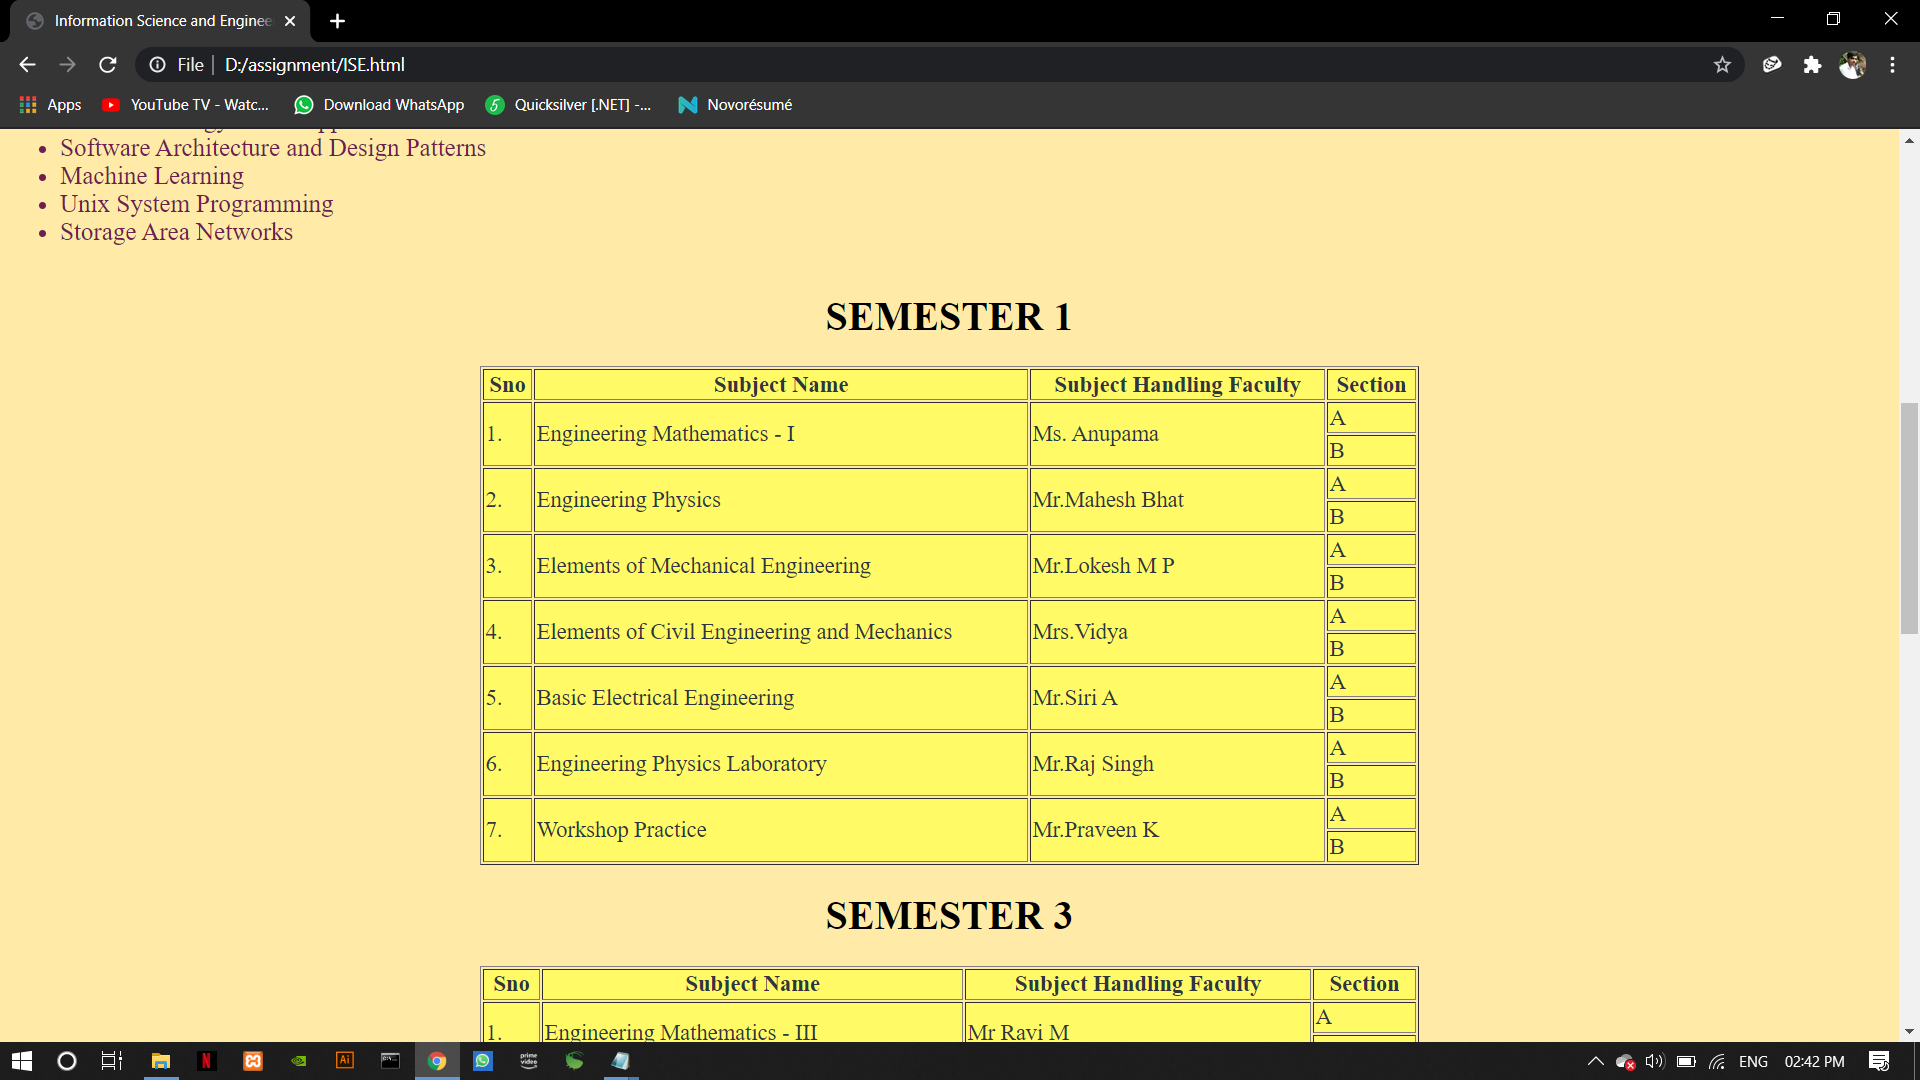 Information Science and Enginee
File D:/assignment/ISE.html
Apps YouTube TV - Watc... Download WhatsApp Quicksilver [.NET] -... Novorésumé
Software Architecture and Design Patterns
Machine Learning
Unix System Programming
Storage Area Networks
SEMESTER 1
Sno Subject Name Subject Handling Faculty Section
1. Engineering Mathematics - I Ms. Anupama A
B
2. Engineering Physics Mr.Mahesh Bhat A
B
3. Elements of Mechanical Engineering Mr.Lokesh M P A
B
4. Elements of Civil Engineering and Mechanics Mrs.Vidya A
B
5. Basic Electrical Engineering Mr.Siri A A
B
6. Engineering Physics Laboratory Mr.Raj Singh A
B
7. Workshop Practice Mr.Praveen K A
B
SEMESTER 3
Sno Subject Name Subject Handling Faculty Section
1. Engineering Mathematics - III Mr Ravi M A
prime video
ENG 02:42 PM